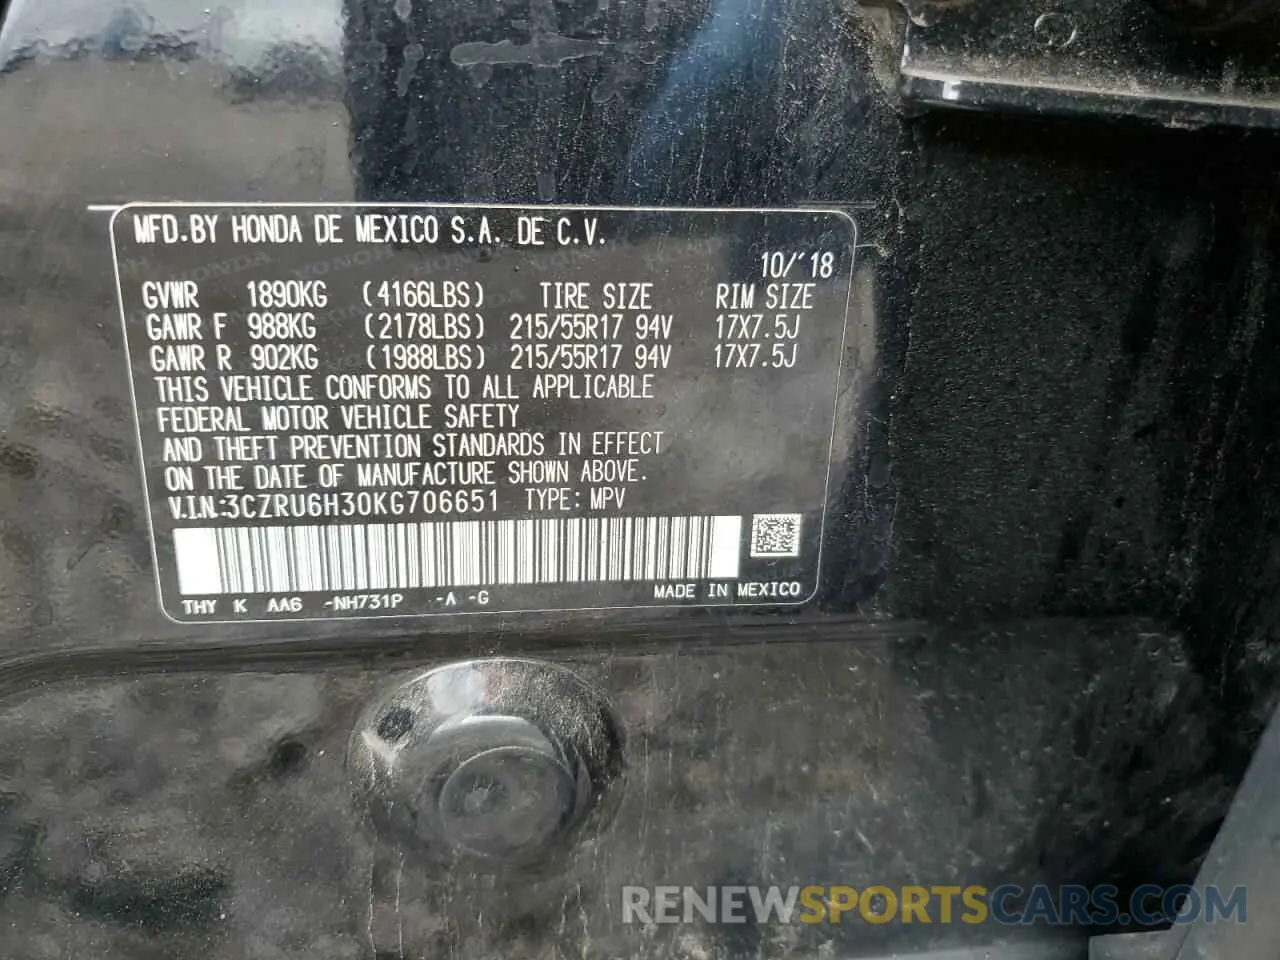 MFD.BY HONDA DE MEXICO S.A. DE C.V.
10/'18
GVWR 1890KG (4166LBS) TIRE SIZE RIM SIZE
GAWR F 988KG (2178LBS) 215/55R17 94V 17X7.5J
GAWR R 902KG (1988LBS) 215/55R17 94V 17X7.5J
THIS VEHICLE CONFORMS TO ALL APPLICABLE
FEDERAL MOTOR VEHICLE SAFETY
AND THEFT PREVENTION STANDARDS IN EFFECT
ON THE DATE OF MANUFACTURE SHOWN ABOVE.
V.I.N:3CZRU6H30KG706651 TYPE: MPV
THY K AA6 -NH731P -A -G MADE IN MEXICO
RENEWSPORTSCARS.COM